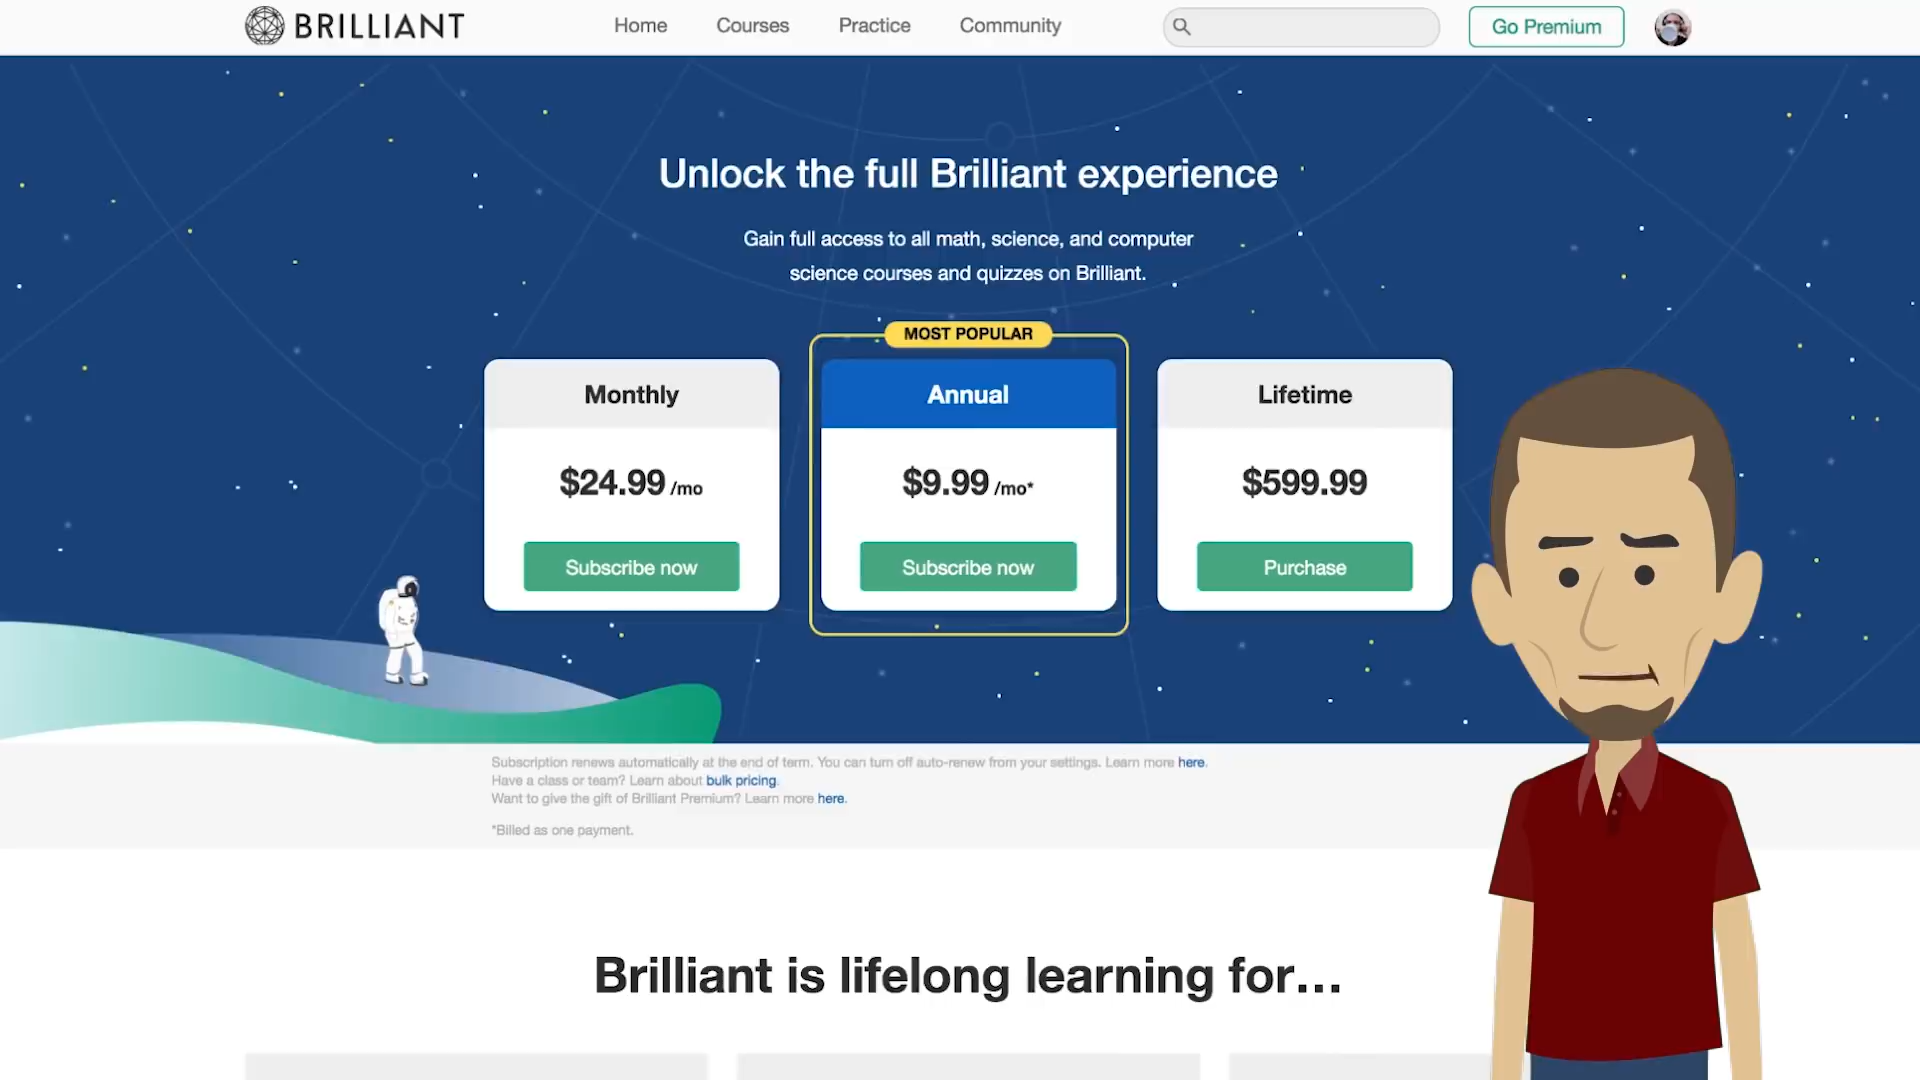 BRILLIANT
Home Courses Practice Community
Go Premium
Unlock the full Brilliant experience
Gain full access to all math, science, and computer
science courses and quizzes on Brilliant.
MOST POPULAR
Monthly
$24.99 /mo
Subscribe now
Annual
$9.99 /mo*
Subscribe now
Lifetime
$599.99
Purchase
Subscription renews automatically at the end of term. You can turn off auto-renew from your settings. Learn more here.
Have a class or team? Learn about bulk pricing.
Want to give the gift of Brilliant Premium? Learn more here.
*Billed as one payment.
Brilliant is lifelong learning for...